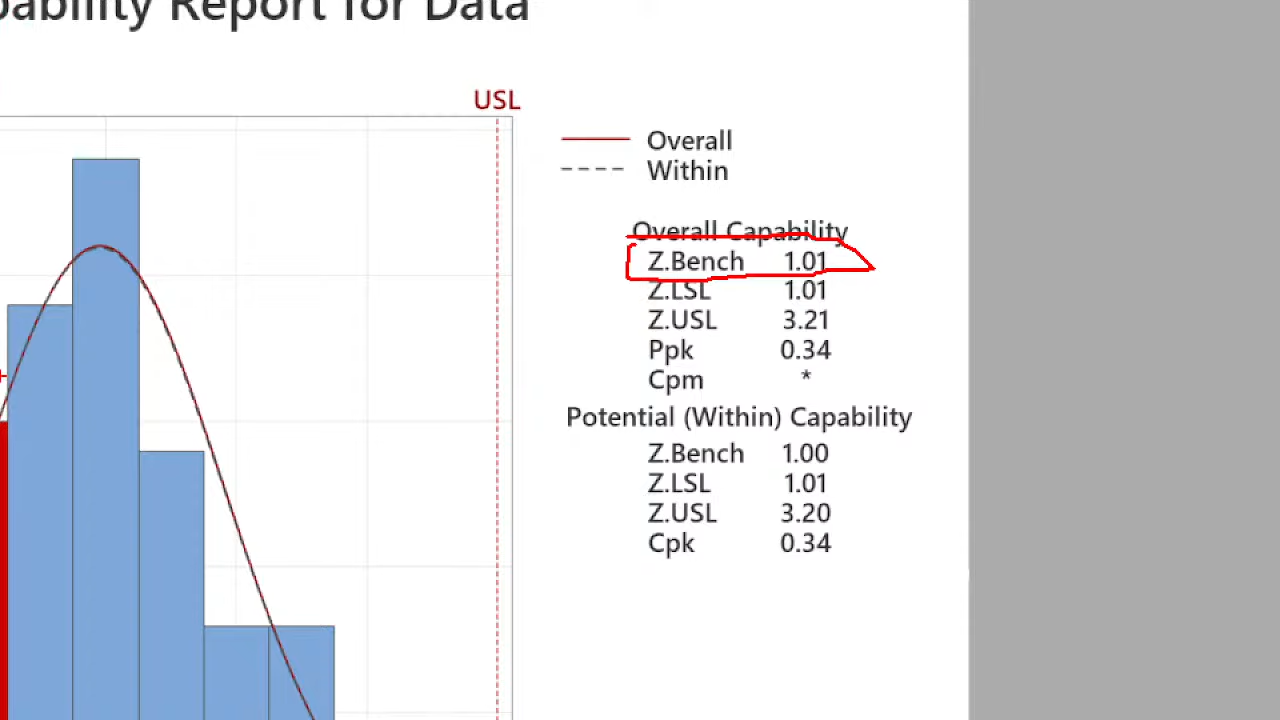 Report for Data
USL
Overall
Within
Overall Capability
Z.Bench 1.01
Z.LSL 1.01
Z.USL 3.21
Ppk 0.34
Cpm *
Potential (Within) Capability
Z.Bench 1.00
Z.LSL 1.01
Z.USL 3.20
Cpk 0.34